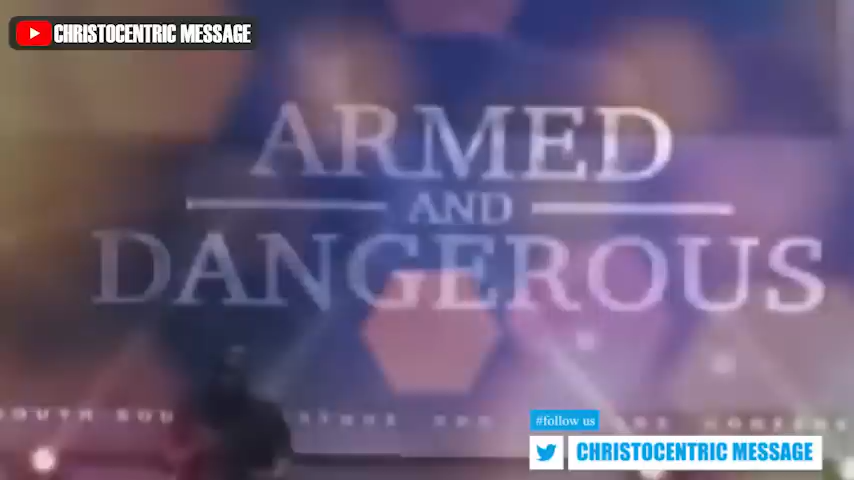 CHRISTOCENTRIC MESSAGE
ARMED
AND
DANGEROUS
#follow us
CHRISTOCENTRIC MESSAGE